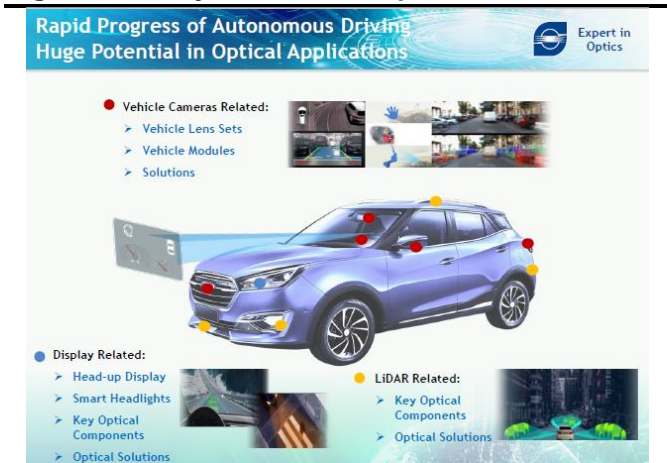 Rapid Progress of Autonomous Driving
Huge Potential in Optical Applications
Expert in
Optics
Vehicle Cameras Related:
➢ Vehicle Lens Sets
➢ Vehicle Modules
➢ Solutions
Display Related:
➢ Head-up Display
➢ Smart Headlights
➢ Key Optical
Components
➢ Optical Solutions
LiDAR Related:
➢ Key Optical
Components
➢ Optical Solutions